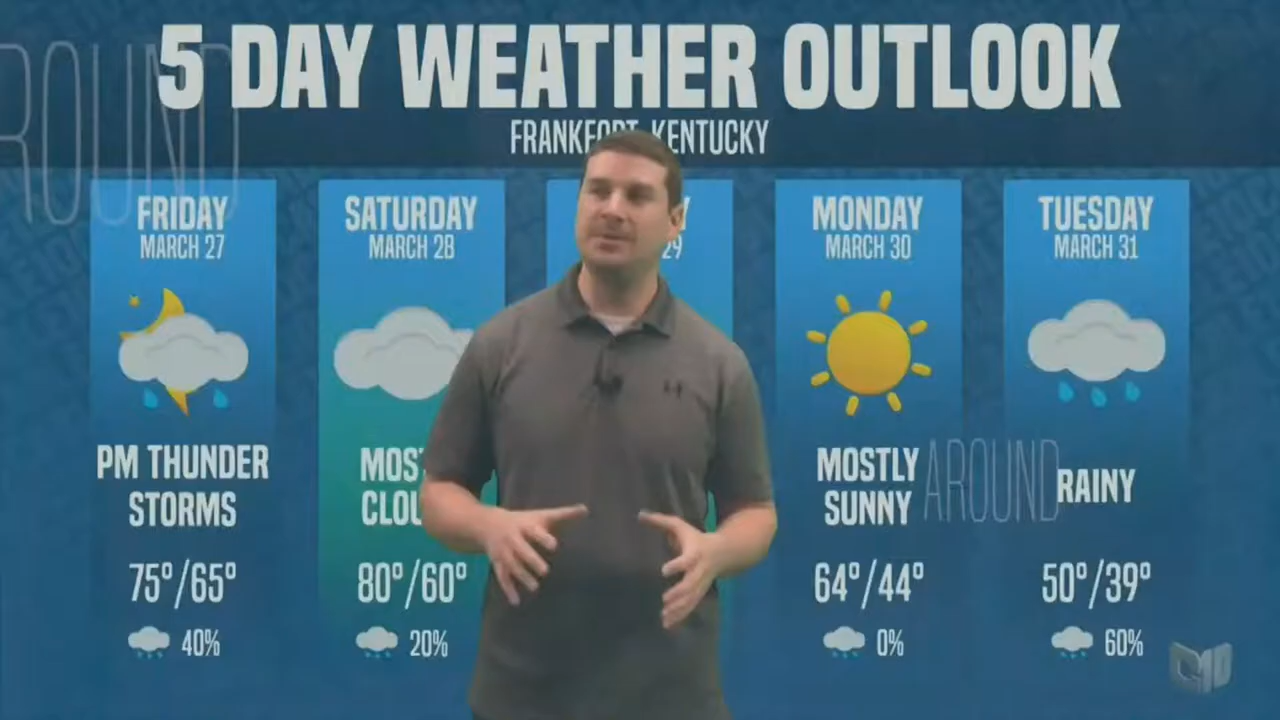 5 DAY WEATHER OUTLOOK
KENTUCKY
AROUND
FRIDAY
MARCH 27
PM THUNDER
STORMS
75°/65°
40%
SATURDAY
MARCH 28
80°/60°
20%
29
MONDAY
MARCH 30
MOSTLY
SUNNY
64°/44°
0%
TUESDAY
MARCH 31
RAINY
50°/39°
60%